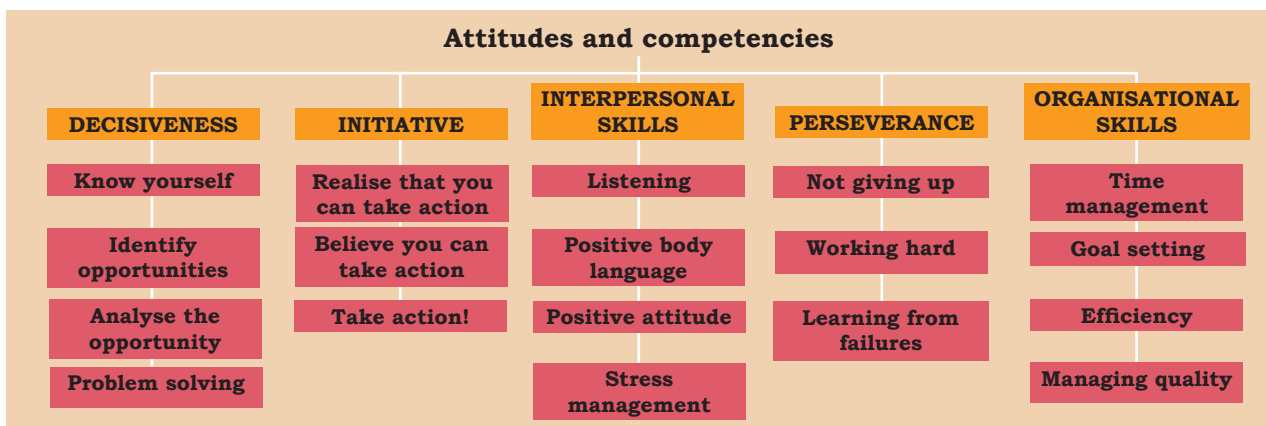 Attitudes and competencies
DECISIVENESS
Know yourself
Identify
opportunities
Analyse the
opportunity
Problem solving
INITIATIVE
Realise that you
can take action
Believe you can
take action
Take action!
INTERPERSONAL
SKILLS
Listening
Positive body
language
Positive attitude
Stress
management
PERSEVERANCE
Not giving up
Working hard
Learning from
failures
ORGANISATIONAL
SKILLS
Time
management
Goal setting
Efficiency
Managing quality